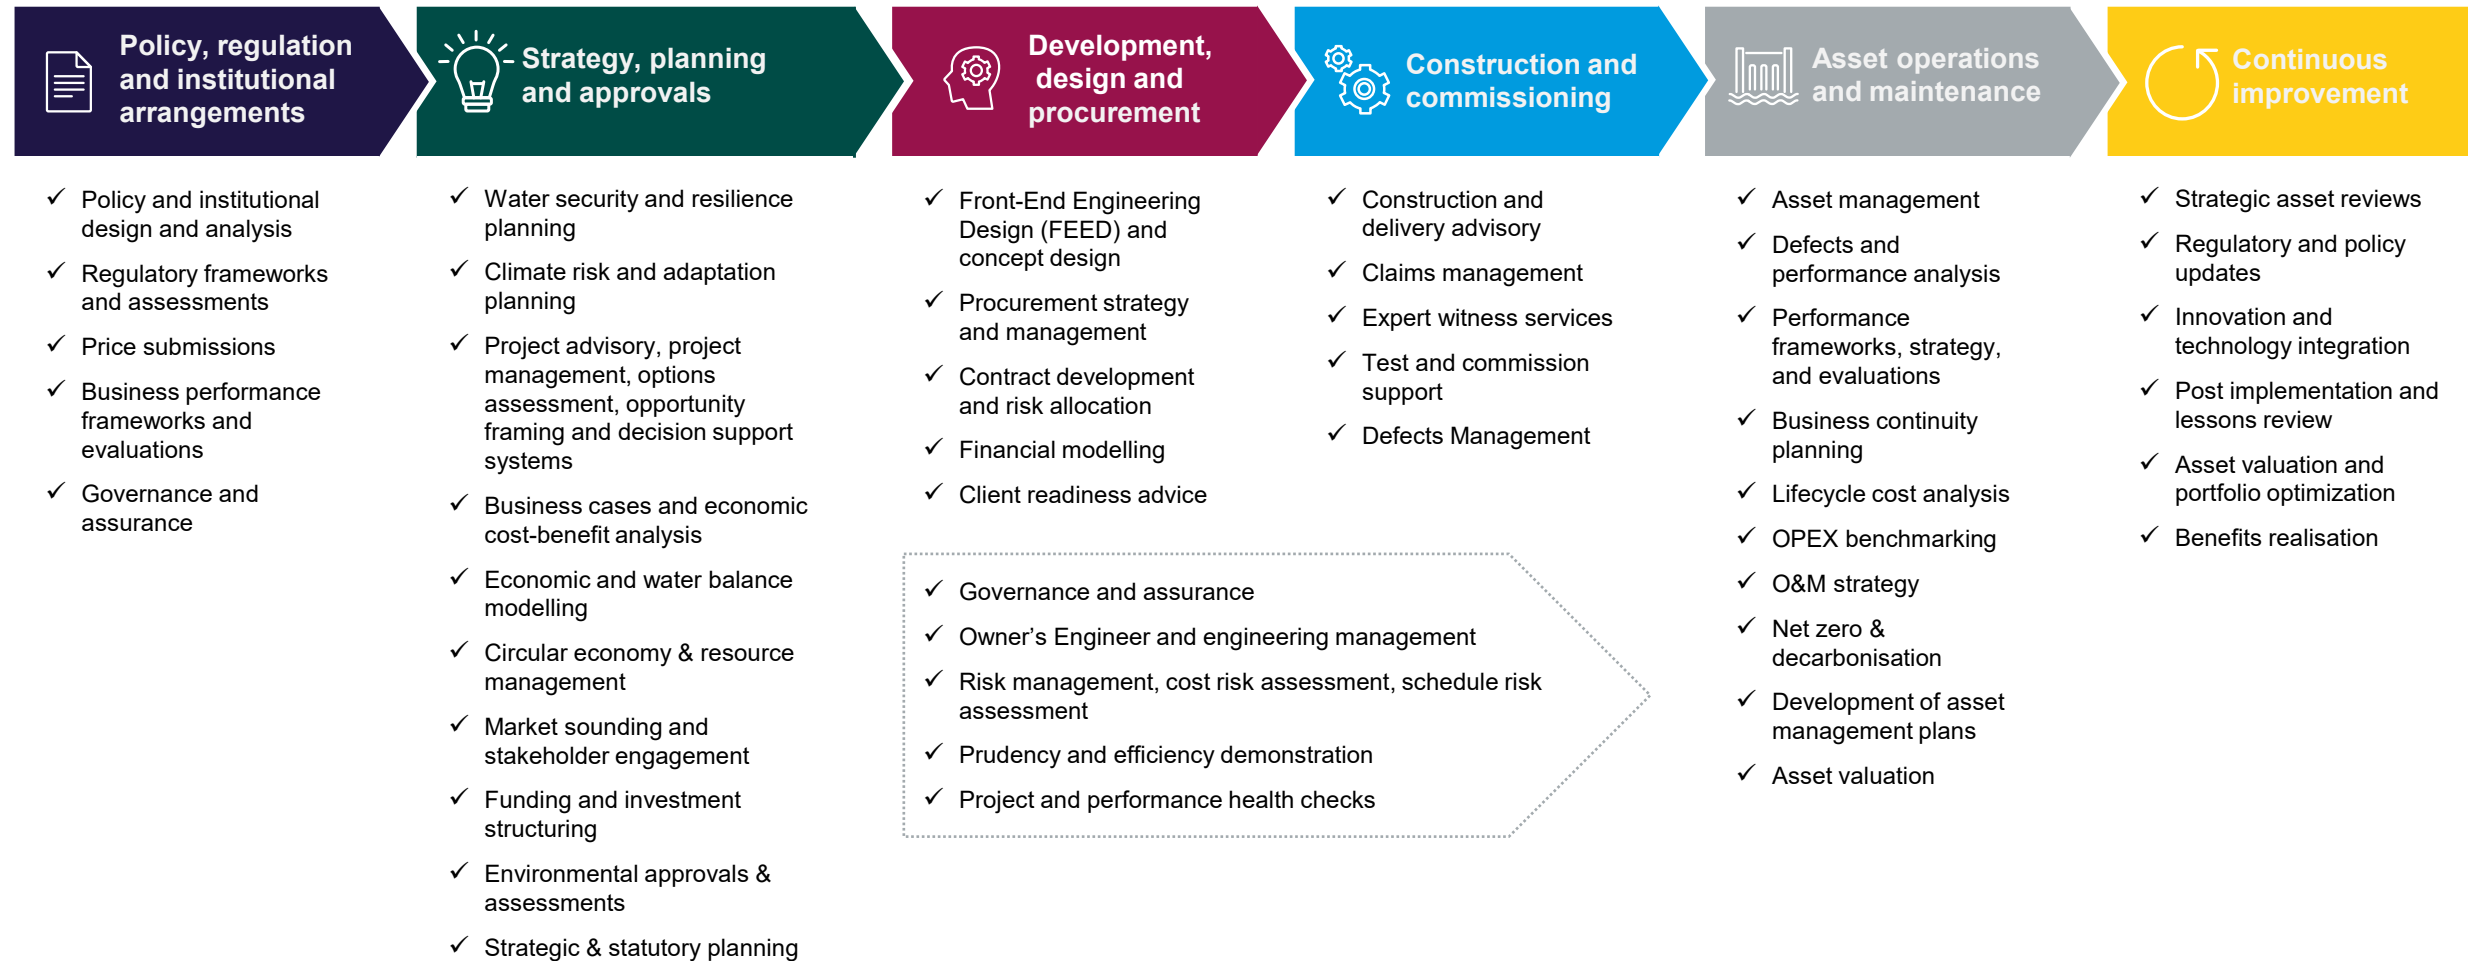 Policy, regulation
and institutional
arrangements
Strategy, planning
and approvals
Development,
design and
procurement
Construction and
commissioning
Asset operations
and maintenance
Continuous
improvement
✓ Policy and institutional
design and analysis
✓ Regulatory frameworks
and assessments
✓ Price submissions
✓ Business performance
frameworks and
evaluations
✓ Governance and
assurance
✓ Water security and resilience
planning
✓ Climate risk and adaptation
planning
✓ Project advisory, project
management, options
assessment, opportunity
framing and decision support
systems
✓ Business cases and economic
cost-benefit analysis
✓ Economic and water balance
modelling
✓ Circular economy & resource
management
✓ Market sounding and
stakeholder engagement
✓ Funding and investment
structuring
✓ Environmental approvals &
assessments
✓ Strategic & statutory planning
✓ Front-End Engineering
Design (FEED) and
concept design
✓ Procurement strategy
and management
✓ Contract development
and risk allocation
✓ Financial modelling
✓ Client readiness advice
✓ Construction and
delivery advisory
✓ Claims management
✓ Expert witness services
✓ Test and commission
support
✓ Defects Management
✓ Governance and assurance
✓ Owner’s Engineer and engineering management
✓ Risk management, cost risk assessment, schedule risk
assessment
✓ Prudency and efficiency demonstration
✓ Project and performance health checks
✓ Asset management
✓ Defects and
performance analysis
✓ Performance
frameworks, strategy,
and evaluations
✓ Business continuity
planning
✓ Lifecycle cost analysis
✓ OPEX benchmarking
✓ O&M strategy
✓ Net zero &
decarbonisation
✓ Development of asset
management plans
✓ Asset valuation
✓ Strategic asset reviews
✓ Regulatory and policy
updates
✓ Innovation and
technology integration
✓ Post implementation and
lessons review
✓ Asset valuation and
portfolio optimization
✓ Benefits realisation